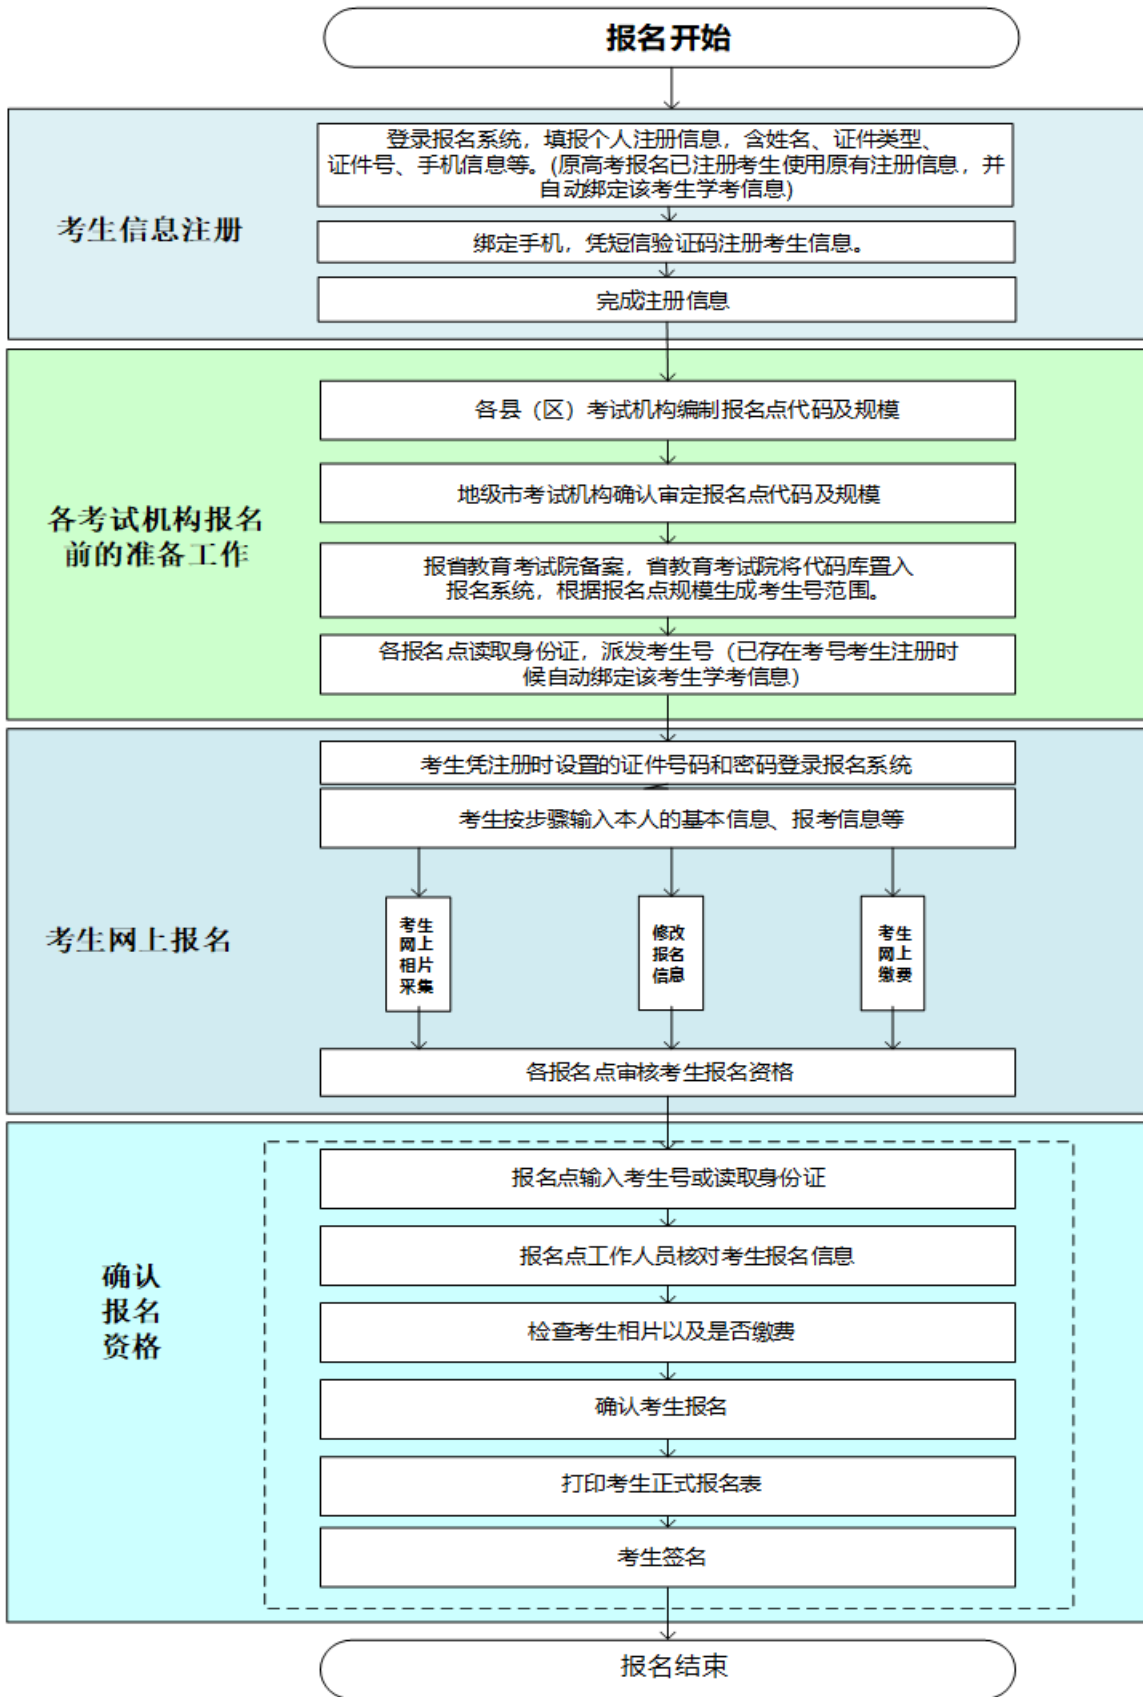 报名开始
考生信息注册
登录报名系统，填报个人注册信息，含姓名、证件类型、
证件号、手机信息等。(原高考报名已注册考生使用原有注册信息，并
自动绑定该考生学考信息)
绑定手机，凭短信验证码注册考生信息。
完成注册信息
各考试机构报名
前的准备工作
各县（区）考试机构编制报名点代码及规模
地级市考试机构确认审定报名点代码及规模
报省教育考试院备案，省教育考试院将代码库置入
报名系统，根据报名点规模生成考生号范围。
各报名点读取身份证，派发考生号（已存在考号考生注册时
候自动绑定该考生学考信息）
考生网上报名
考生凭注册时设置的证件号码和密码登录报名系统
考生按步骤输入本人的基本信息、报考信息等
考生
网上
相片
采集
修改
报名
信息
考生
网上
缴费
各报名点审核考生报名资格
确认
报名
资格
报名点输入考生号或读取身份证
报名点工作人员核对考生报名信息
检查考生相片以及是否缴费
确认考生报名
打印考生正式报名表
考生签名
报名结束